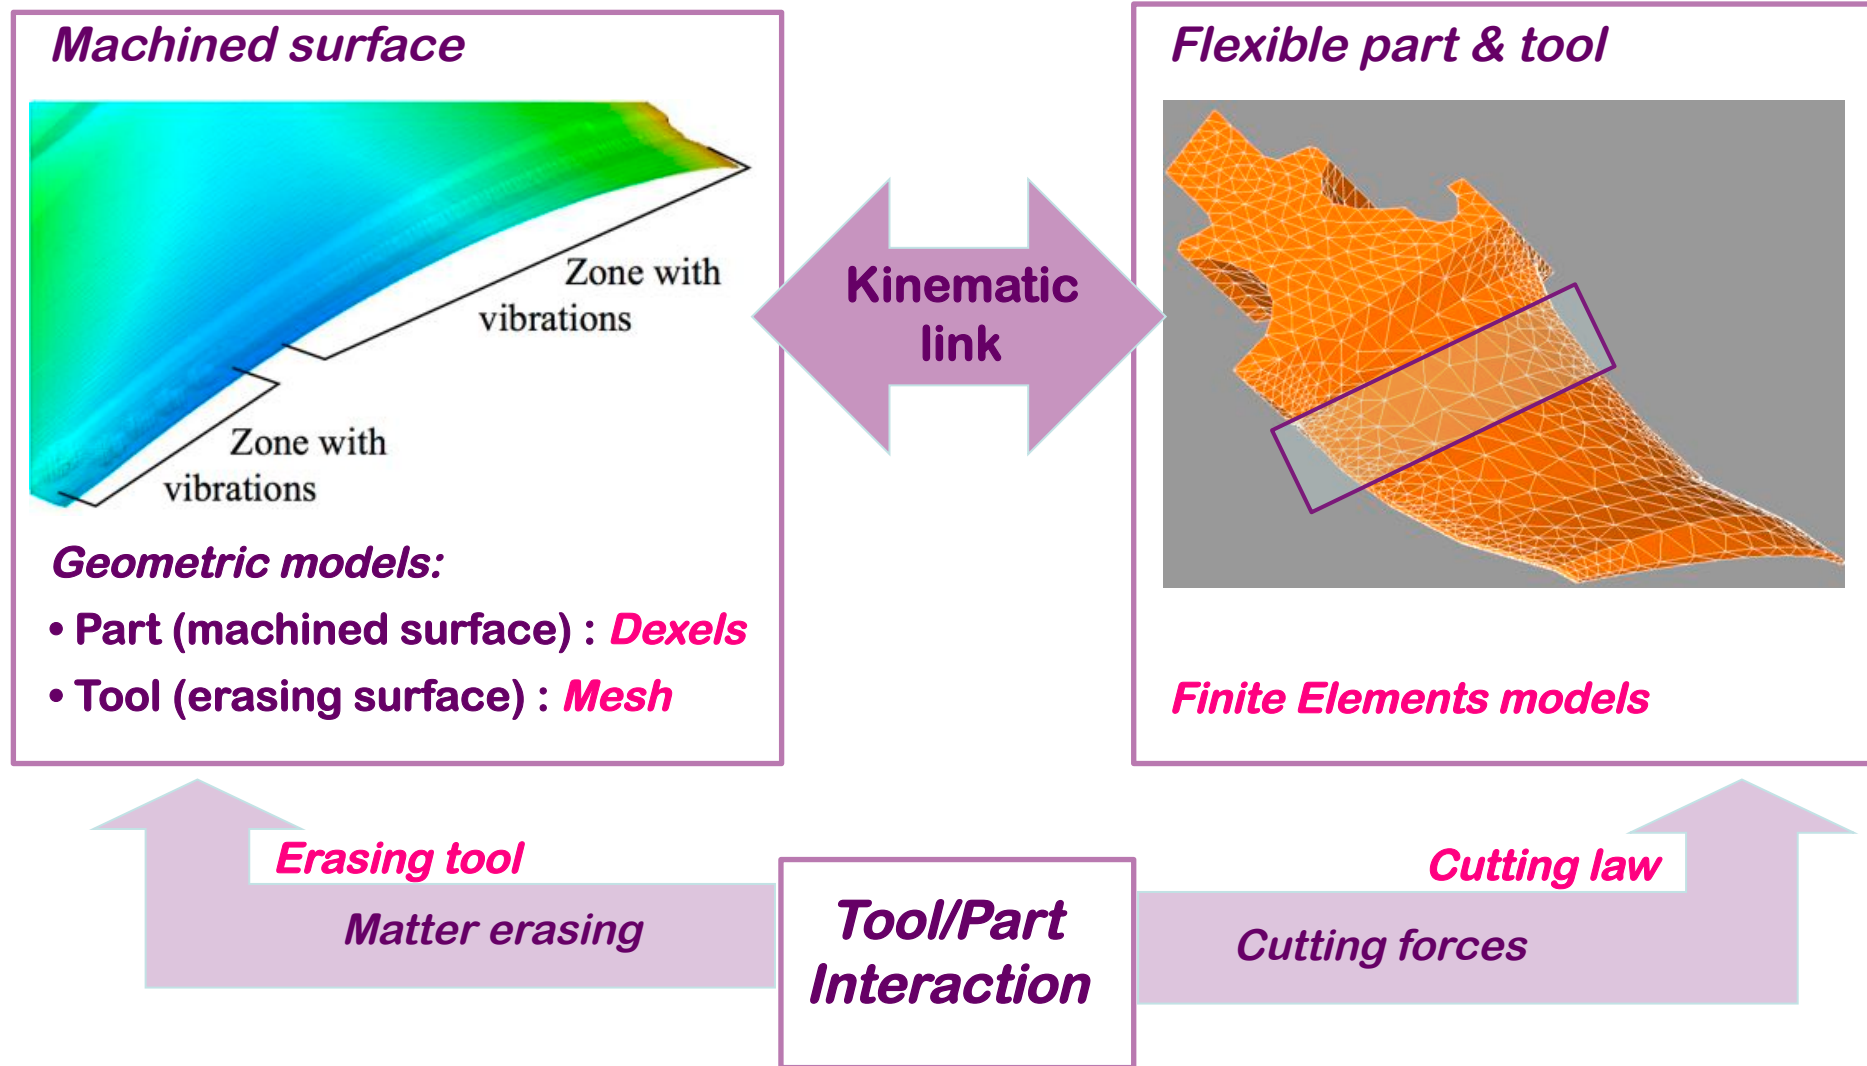 Machined surface
Zone with
vibrations
Zone with
vibrations
Geometric models:
• Part (machined surface) : Dexels
• Tool (erasing surface) : Mesh
Kinematic
link
Flexible part & tool
Finite Elements models
Erasing tool
Matter erasing
Tool/Part
Interaction
Cutting law
Cutting forces